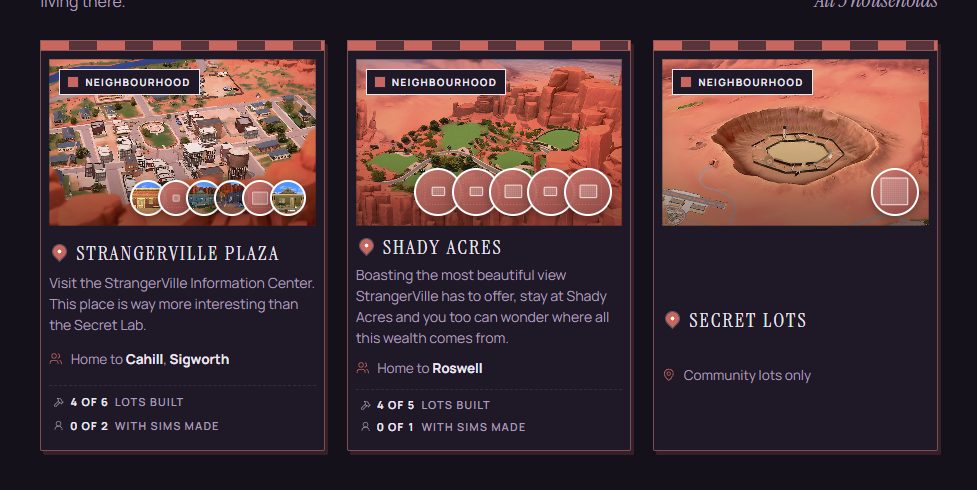 living there.
All 5 households
NEIGHBOURHOOD
STRANGERVILLE PLAZA
Visit the StrangerVille Information Center.
This place is way more interesting than
the Secret Lab.
Home to Cahill, Sigworth
4 OF 6 LOTS BUILT
0 OF 2 WITH SIMS MADE
NEIGHBOURHOOD
SHADY ACRES
Boasting the most beautiful view
StrangerVille has to offer, stay at Shady
Acres and you too can wonder where all
this wealth comes from.
Home to Roswell
4 OF 5 LOTS BUILT
0 OF 1 WITH SIMS MADE
NEIGHBOURHOOD
SECRET LOTS
Community lots only